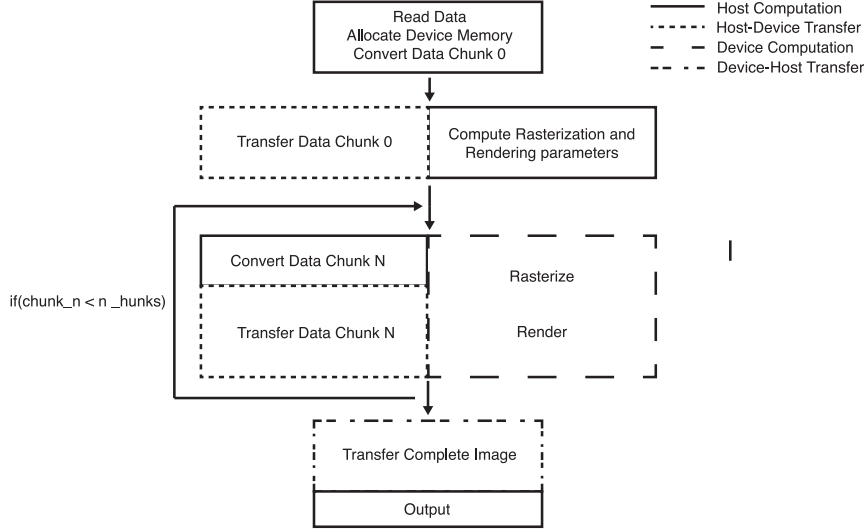 Read Data
Allocate Device Memory
Convert Data Chunk 0
Host Computation
Host-Device Transfer
Device Computation
Device-Host Transfer
Transfer Data Chunk 0
Compute Rasterization and
Rendering parameters
Convert Data Chunk N
Rasterize
if(chunk_n < n _hunks)
Transfer Data Chunk N
Render
Transfer Complete Image
Output